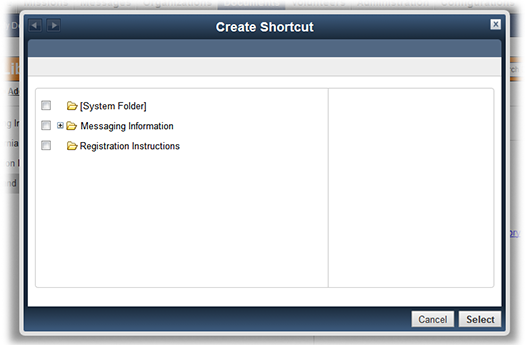 Create Shortcut
X
[System Folder]
Messaging Information
Registration Instructions
Cancel Select